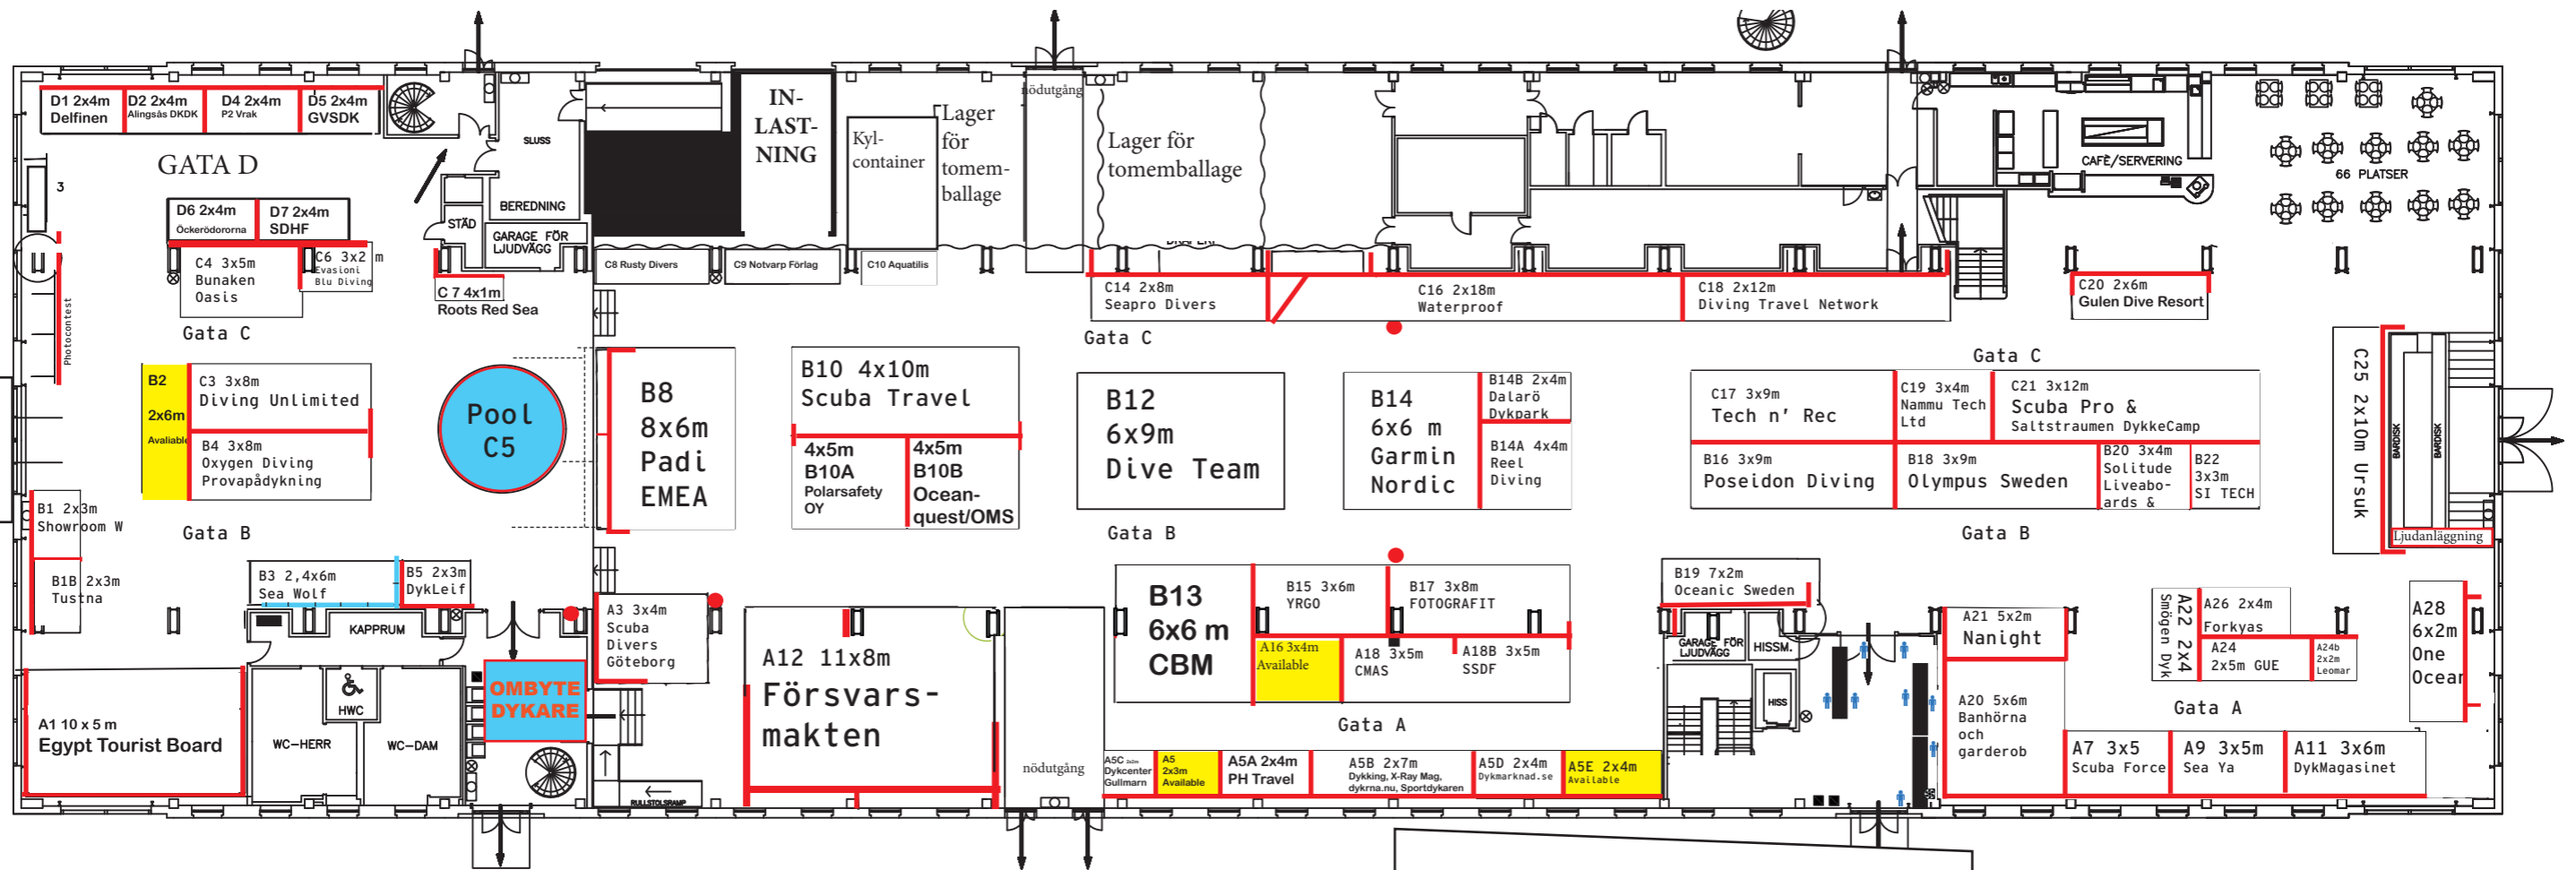 D1 2x4m
Delfinen
D2 2x4m
Alingsås DKDK
D4 2x4m
P2 Vrak
D5 2x4m
GVSDK
GATA D
3
D6 2x4m
Öckerödororna
D7 2x4m
SDHF
C4 3x5m
Bunaken
Oasis
C6 3x2 m
Evasioni
Blu Diving
Photocontest
Gata C
SLUSS
BEREDNING
STÄD
GARAGE FÖR
LJUDVÄGG
C 7 4x1m
Roots Red Sea
IN-
LAST-
NING
Kyl-
container
Lager
för
tomem-
ballage
nödutgång
Lager för
tomemballage
C8 Rusty Divers
C9 Notvarp Förlag
C10 Aquatilis
CAFÉ/SERVERING
66 PLATSER
C14 2x8m
Seapro Divers
C16 2x18m
Waterproof
C18 2x12m
Diving Travel Network
C20 2x6m
Gulen Dive Resort
Gata C
Gata C
B2
2x6m
Avaliable
C3 3x8m
Diving Unlimited
B4 3x8m
Oxygen Diving
Provapådykning
Pool
C5
B8
8x6m
Padi
EMEA
B10 4x10m
Scuba Travel
4x5m
B10A
Polarsafety
OY
4x5m
B10B
Ocean-
quest/OMS
B12
6x9m
Dive Team
B14
6x6 m
Garmin
Nordic
B14B 2x4m
Dalarö
Dykpark
B14A 4x4m
Reel
Diving
C17 3x9m
Tech n' Rec
C19 3x4m
Nammu Tech
Ltd
C21 3x12m
Scuba Pro &
Saltstraumen DykkeCamp
B16 3x9m
Poseidon Diving
B18 3x9m
Olympus Sweden
B20 3x4m
Solitude
Liveabo-
ards &
B22
3x3m
SI TECH
C25 2x10m Ursuk
BARDISK
BARDISK
Ljudanläggning
B1 2x3m
Showroom W
B1B 2x3m
Tustna
Gata B
Gata B
Gata B
B3 2,4x6m
Sea Wolf
B5 2x3m
DykLeif
KAPPRUM
A1 10 x 5 m
Egypt Tourist Board
WC-HERR
HWC
WC-DAM
OMBYTE
DYKARE
A3 3x4m
Scuba
Divers
Göteborg
RULLSTOLSRAMP
A12 11x8m
Försvars-
makten
nödutgång
B13
6x6 m
CBM
B15 3x6m
YRGO
B17 3x8m
FOTOGRAFIT
A16 3x4m
Available
A18 3x5m
CMAS
A18B 3x5m
SSDF
Gata A
A5C 2x2m
Dykcenter
Gullmarn
A5
2x3m
Available
A5A 2x4m
PH Travel
A5B 2x7m
Dykking, X-Ray Mag,
dykrna.nu, Sportdykaren
A5D 2x4m
Dykmarknad.se
A5E 2x4m
Available
B19 7x2m
Oceanic Sweden
GARAGE FÖR
LJUDVÄGG
HISSM.
HISS
A21 5x2m
Nanight
A20 5x6m
Banhörna
och
garderob
A22 2x4
Smögen Dyk
A26 2x4m
Forkyas
A24
2x5m GUE
A24b
2x2m
Leomar
A28
6x2m
One
Ocean
Gata A
A7 3x5
Scuba Force
A9 3x5m
Sea Ya
A11 3x6m
DykMagasinet